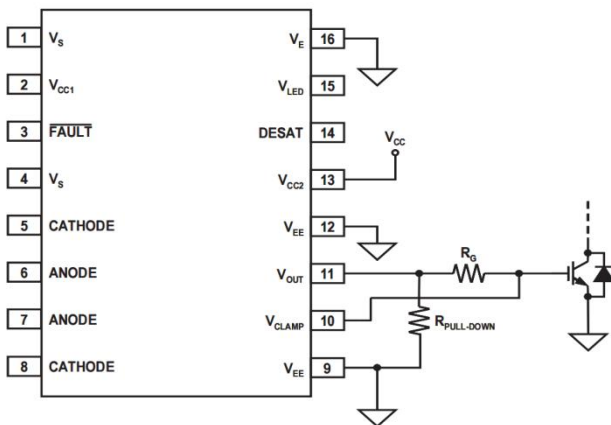 1 V_S
2 V_CC1
3 FAULT
4 V_S
5 CATHODE
6 ANODE
7 ANODE
8 CATHODE
V_E 16
V_LED 15
DESAT 14
V_CC2 13
V_EE 12
V_OUT 11
V_CLAMP 10
V_EE 9
V_CC
R_G
R_PULL-DOWN